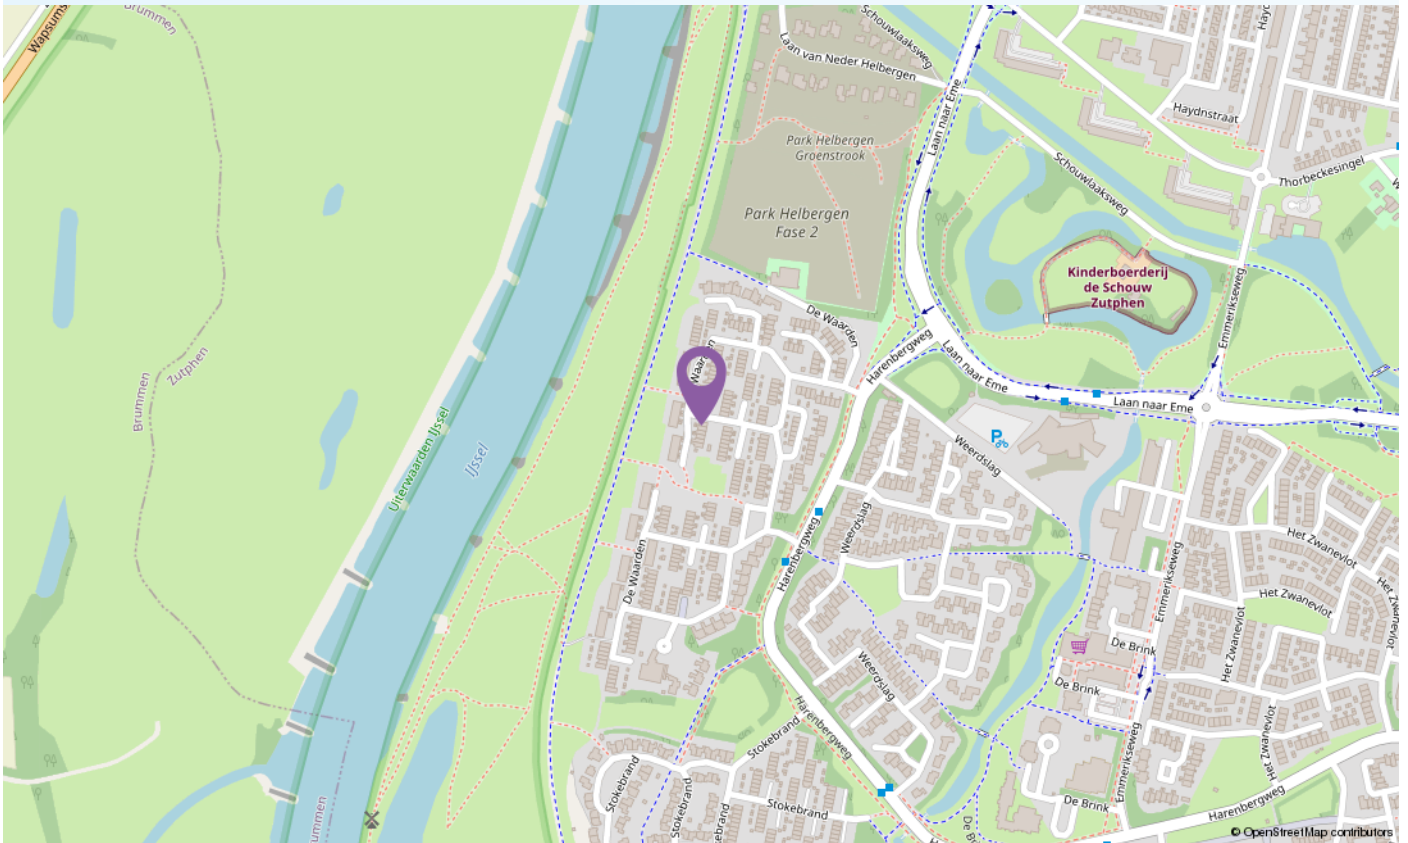 Brummen
Wapsums
Schouwlaaksweg
Laan van Neder Helbergen
Laan naar Eme
Haydnstraat
Park Helbergen
Groenstrook
Schouwlaaksweg
Thorbeckesingel
Park Helbergen
Fase 2
Kinderboerderij
de Schouw
Zutphen
Emmerikseweg
De Waarden
Harenbergweg
Laan naar Eme
Laan naar Eme
Waarden
Brummen
Zutphen
Uiterwaarden IJssel
IJssel
Weerdslag
Weerdslag
Harenbergweg
De Waarden
Emmerikseweg
Het Zwanevlot
Het Zwanevlot
Het Zwanevlot
De Brink
De Brink
Weerdslag
Harenbergweg
Stokebrand
Stokebrand
Stokebrand
Stokebrand
Het Zwanevlot
Emmerikseweg
De Brink
Harenbergweg
© OpenStreetMap contributors